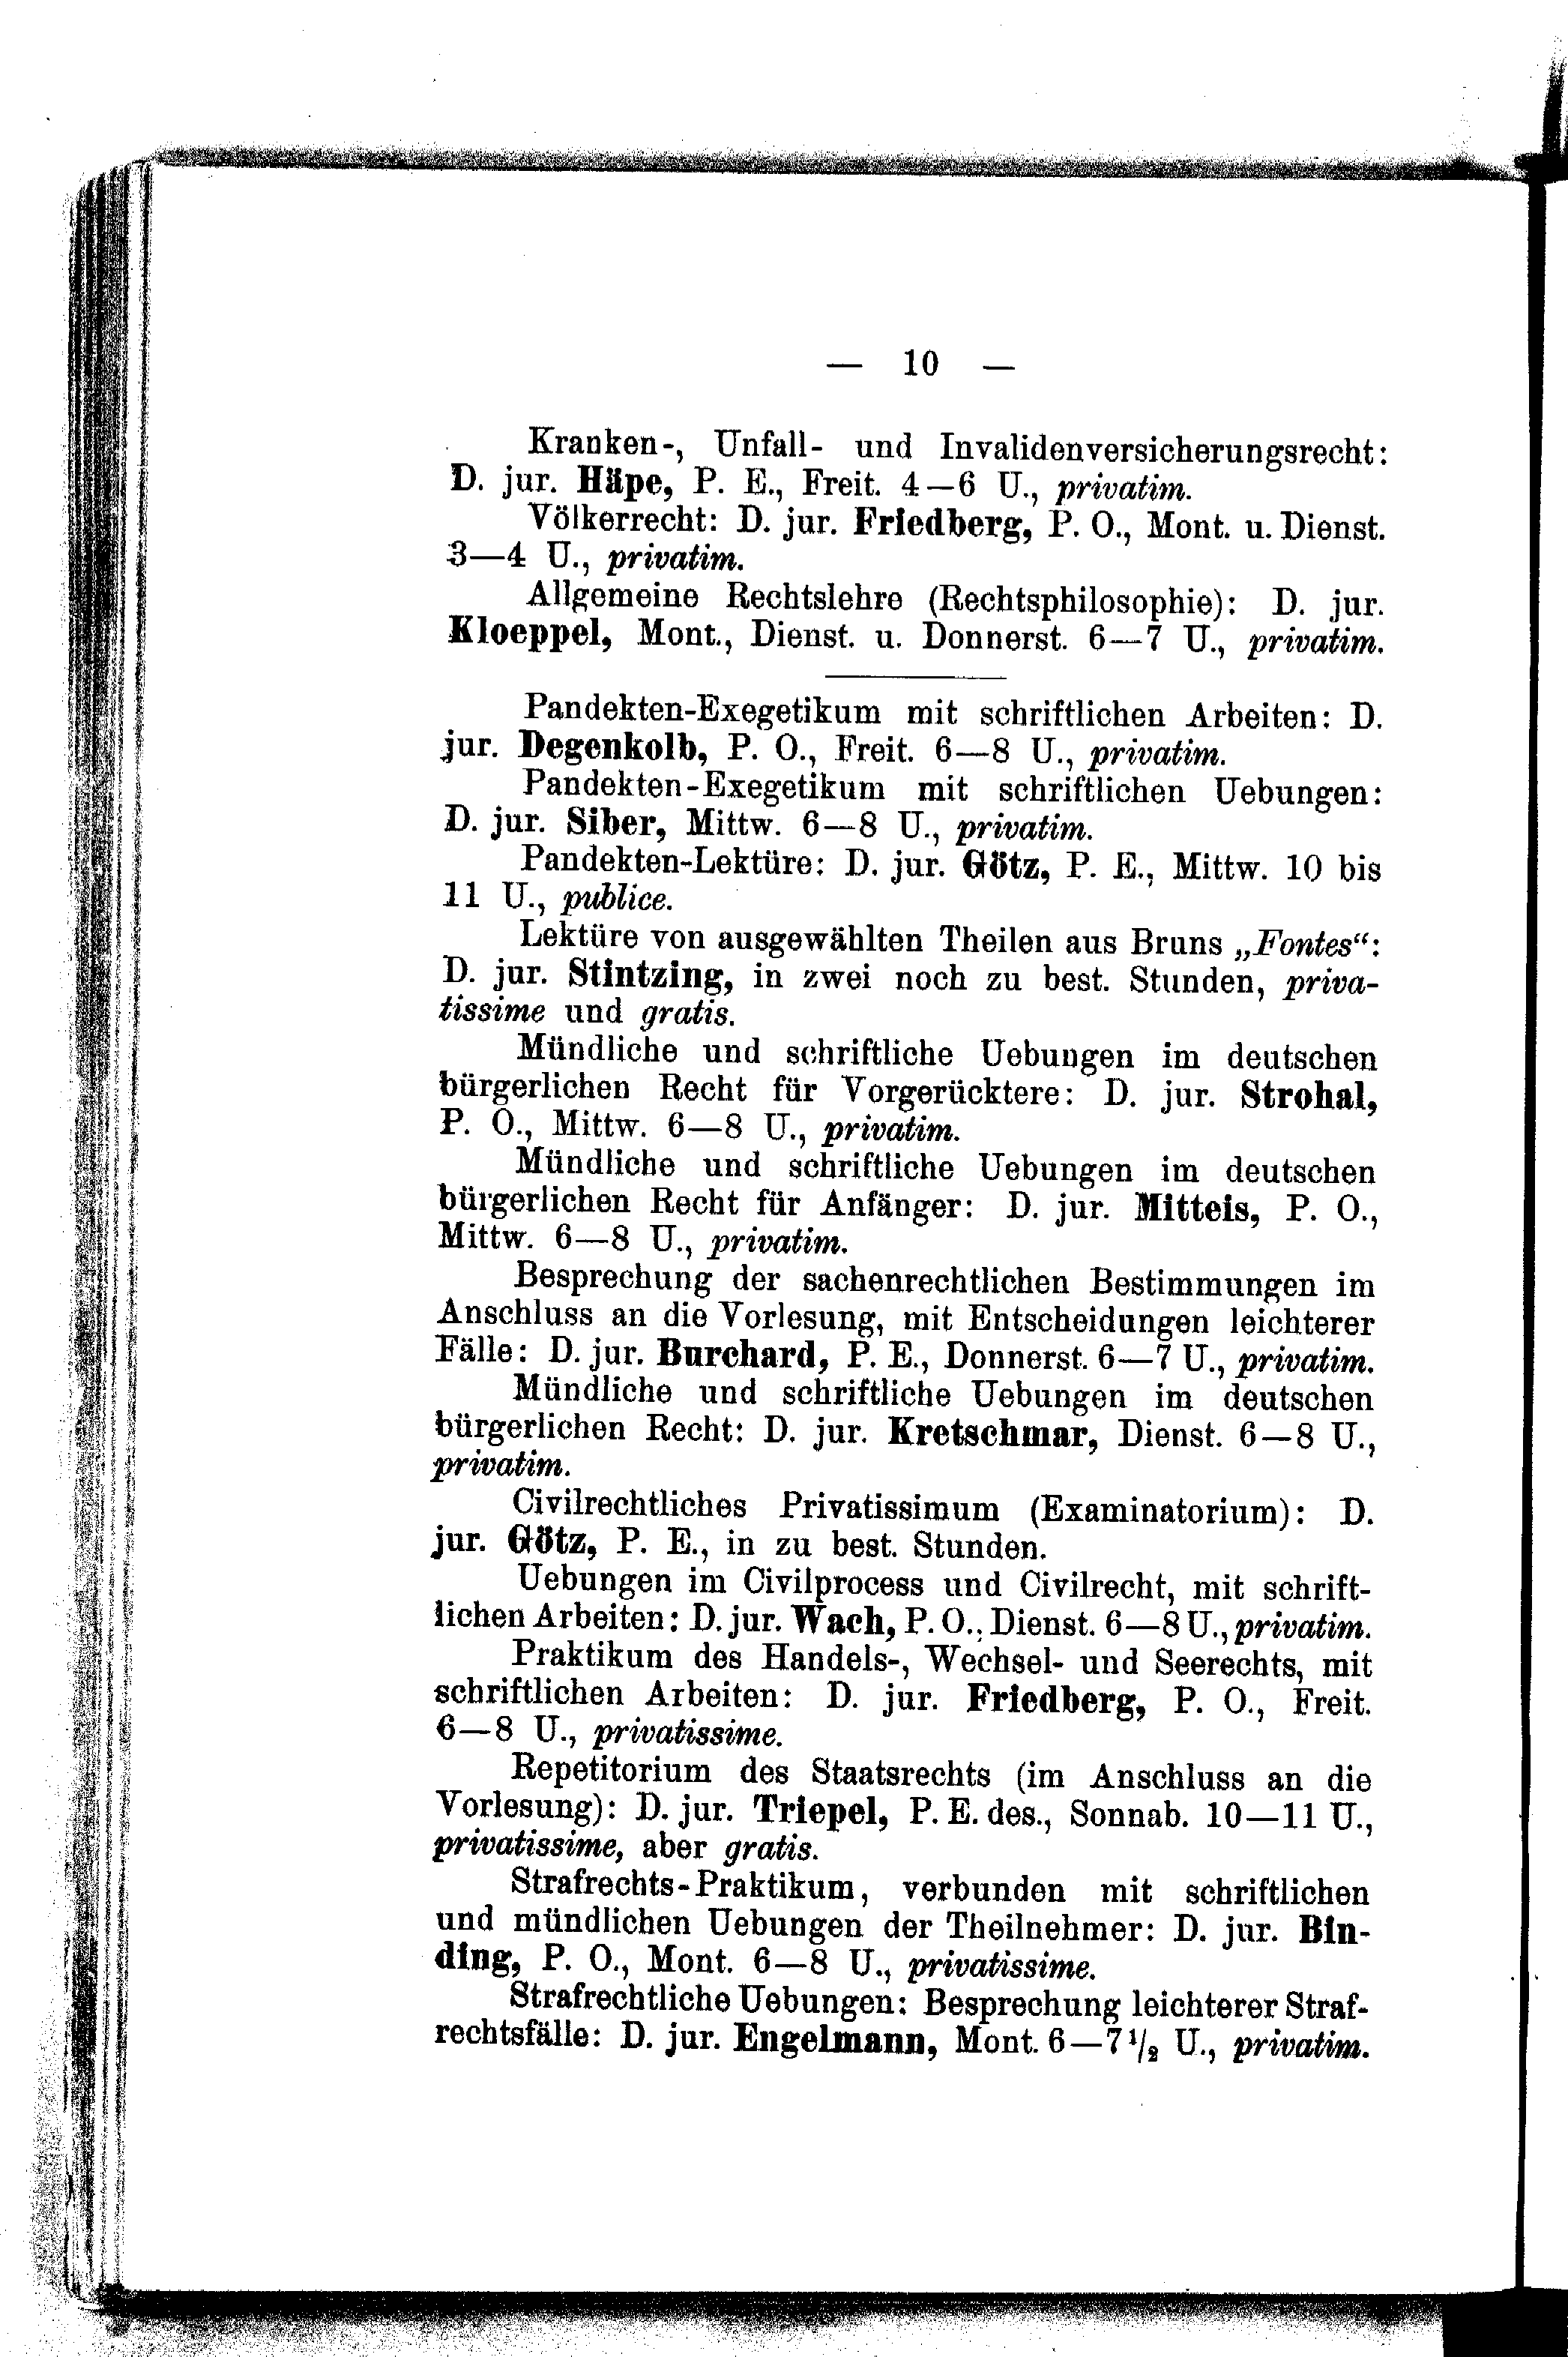 — 10 —
Kranken-, Unfall- und Invalidenversicherungsrecht:
D. jur. Häpe, P. E., Freit. 4—6 U., privatim.
Völkerrecht: D. jur. Friedberg, P. O., Mont. u. Dienst.
3—4 U., privatim.
Allgemeine Rechtslehre (Rechtsphilosophie): D. jur.
Kloeppel, Mont., Dienst. u. Donnerst. 6—7 U., privatim.
Pandekten-Exegetikum mit schriftlichen Arbeiten: D.
jur. Degenkolb, P. O., Freit. 6—8 U., privatim.
Pandekten-Exegetikum mit schriftlichen Uebungen:
D. jur. Siber, Mittw. 6—8 U., privatim.
Pandekten-Lektüre: D. jur. Götz, P. E., Mittw. 10 bis
11 U., publice.
Lektüre von ausgewählten Theilen aus Bruns „Fontes“:
D. jur. Stintzing, in zwei noch zu best. Stunden, priva-
tissime und gratis.
Mündliche und schriftliche Uebungen im deutschen
bürgerlichen Recht für Vorgerücktere: D. jur. Strohal,
P. O., Mittw. 6—8 U., privatim.
Mündliche und schriftliche Uebungen im deutschen
bürgerlichen Recht für Anfänger: D. jur. Mitteis, P. O.,
Mittw. 6—8 U., privatim.
Besprechung der sachenrechtlichen Bestimmungen im
Anschluss an die Vorlesung, mit Entscheidungen leichterer
Fälle: D. jur. Burchard, P. E., Donnerst. 6—7 U., privatim.
Mündliche und schriftliche Uebungen im deutschen
bürgerlichen Recht: D. jur. Kretschmar, Dienst. 6—8 U.,
privatim.
Civilrechtliches Privatissimum (Examinatorium): D.
jur. Götz, P. E., in zu best. Stunden.
Uebungen im Civilprocess und Civilrecht, mit schrift-
lichen Arbeiten: D. jur. Wach, P. O., Dienst. 6—8 U., privatim.
Praktikum des Handels-, Wechsel- und Seerechts, mit
schriftlichen Arbeiten: D. jur. Friedberg, P. O., Freit.
6—8 U., privatissime.
Repetitorium des Staatsrechts (im Anschluss an die
Vorlesung): D. jur. Triepel, P. E. des., Sonnab. 10—11 U.,
privatissime, aber gratis.
Strafrechts-Praktikum, verbunden mit schriftlichen
und mündlichen Uebungen der Theilnehmer: D. jur. Bin-
ding, P. O., Mont. 6—8 U., privatissime.
Strafrechtliche Uebungen: Besprechung leichterer Straf-
rechtsfälle: D. jur. Engelmann, Mont. 6—7 1/2 U., privatim.